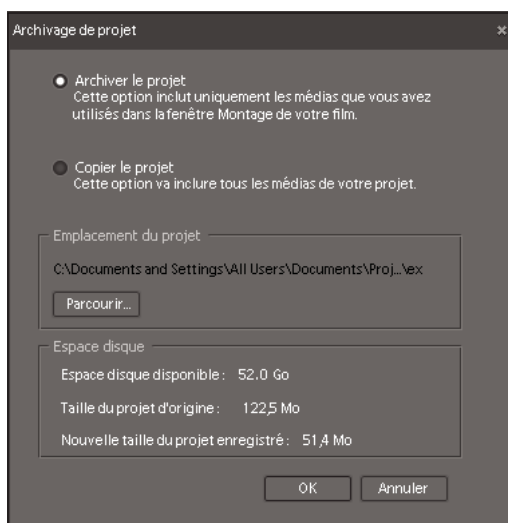 Archivage de projet
Archiver le projet
Cette option inclut uniquement les médias que vous avez
utilisés dans la fenêtre Montage de votre film.
Copier le projet
Cette option va inclure tous les médias de votre projet.
Emplacement du projet
C:\Documents and Settings\All Users\Documents\Proj...\ex
Parcourir...
Espace disque
Espace disque disponible : 52.0 Go
Taille du projet d'origine : 122,5 Mo
Nouvelle taille du projet enregistré : 51,4 Mo
OK Annuler